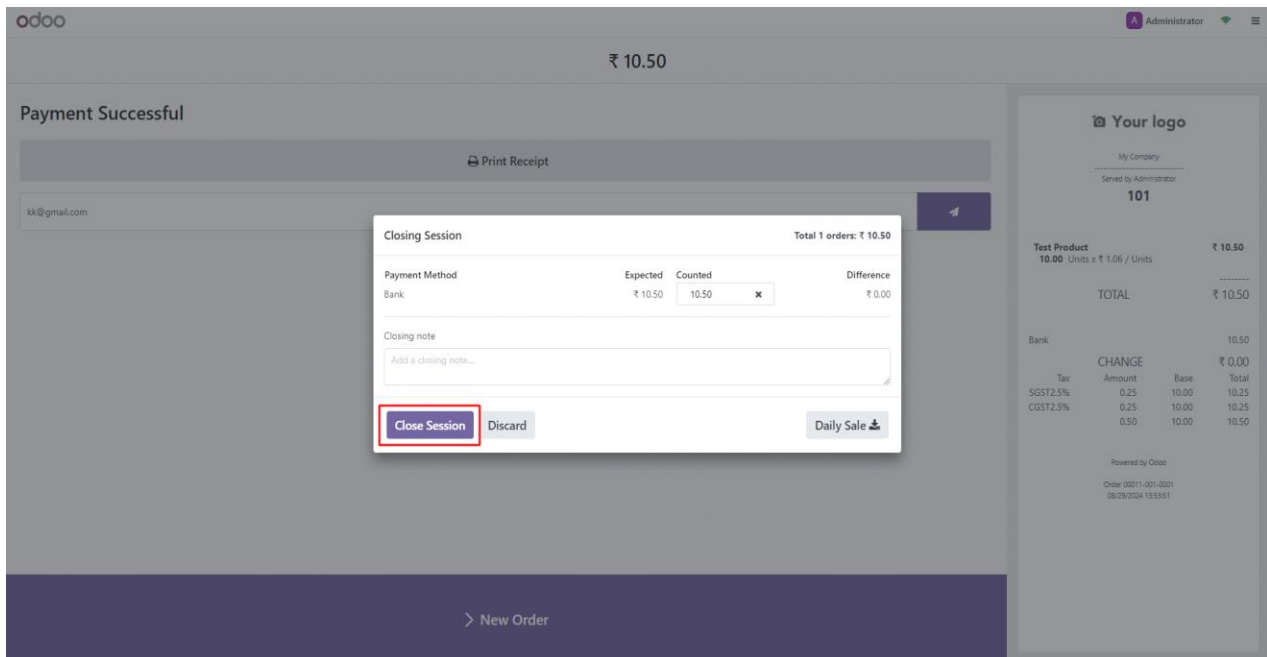 odoo
A Administrator
₹ 10.50
Payment Successful
Print Receipt
kk@gmail.com
Closing Session Total 1 orders: ₹ 10.50
Payment Method Expected Counted Difference
Bank ₹ 10.50 10.50 ₹ 0.00
Closing note
Add a closing note...
Close Session Discard Daily Sale
New Order
Your logo
My Company
Served by Administrator
101
Test Product ₹ 10.50
10.00 Units x ₹ 1.06 / Units
--------
TOTAL ₹ 10.50
Bank 10.50
CHANGE ₹ 0.00
Tax Amount Base Total
SGST2.5% 0.25 10.00 10.25
CGST2.5% 0.25 10.00 10.25
0.50 10.00 10.50
Powered by Odoo
Order 00011-001-0001
08/29/2024 13:53:51